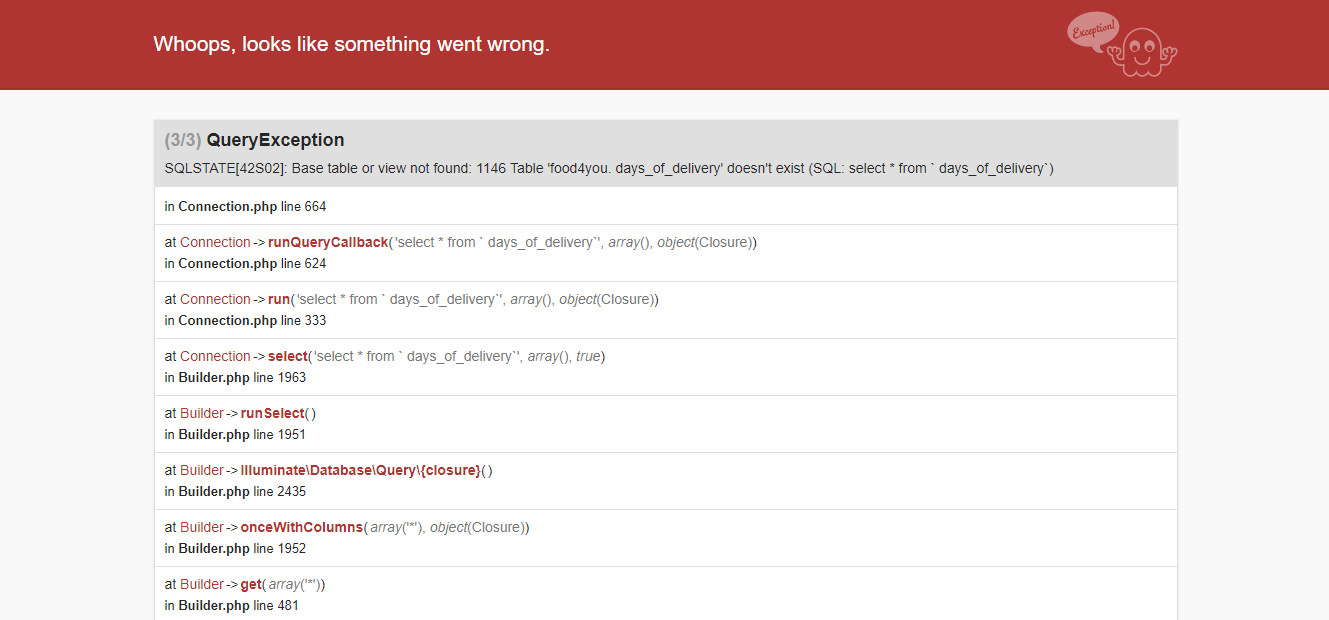 Whoops, looks like something went wrong.
Exception!
(3/3) QueryException
SQLSTATE[42S02]: Base table or view not found: 1146 Table 'food4you. days_of_delivery' doesn't exist (SQL: select * from ` days_of_delivery`)
in Connection.php line 664
at Connection->runQueryCallback('select * from ` days_of_delivery`', array(), object(Closure))
in Connection.php line 624
at Connection->run('select * from ` days_of_delivery`', array(), object(Closure))
in Connection.php line 333
at Connection->select('select * from ` days_of_delivery`', array(), true)
in Builder.php line 1963
at Builder->runSelect()
in Builder.php line 1951
at Builder->Illuminate\Database\Query\{closure}()
in Builder.php line 2435
at Builder->onceWithColumns(array('*'), object(Closure))
in Builder.php line 1952
at Builder->get(array('*'))
in Builder.php line 481